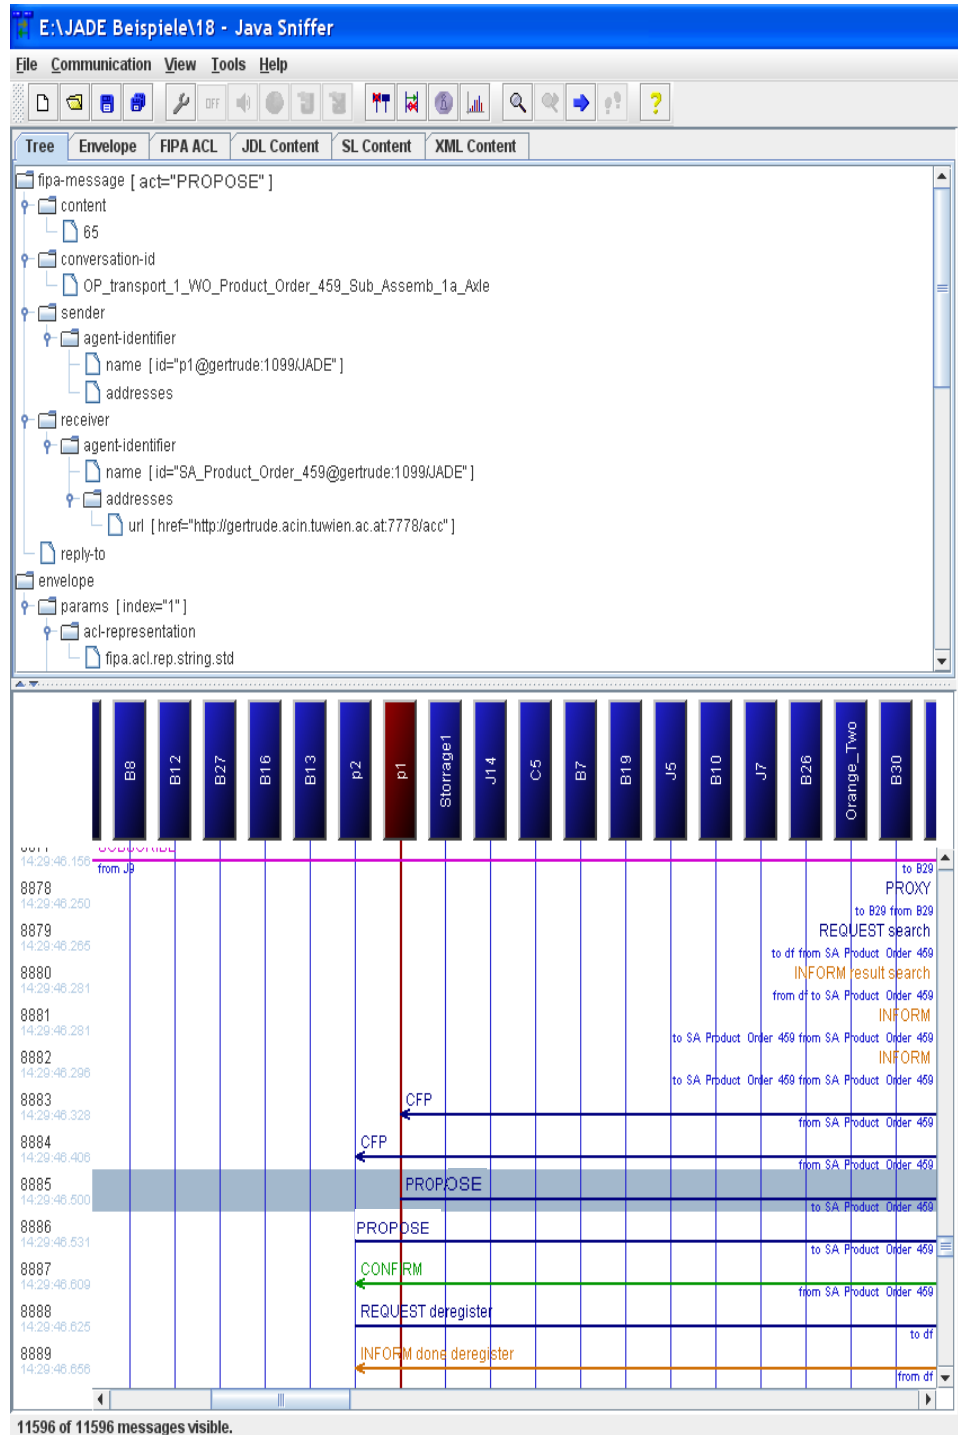 E:\JADE Beispiele\18 - Java Sniffer
File Communication View Tools Help
OFF
Tree Envelope FIPA ACL JDL Content SL Content XML Content
fipa-message [ act="PROPOSE" ]
content
65
conversation-id
OP_transport_1_WO_Product_Order_459_Sub_Assemb_1a_Axle
sender
agent-identifier
name [ id="p1@gertrude:1099/JADE" ]
addresses
receiver
agent-identifier
name [ id="SA_Product_Order_459@gertrude:1099/JADE" ]
addresses
url [ href="http://gertrude.acin.tuwien.ac.at:7778/acc" ]
reply-to
envelope
params [ index="1" ]
acl-representation
fipa.acl.rep.string.std
B8 B12 B27 B16 B13 p2 p1 Storrage1 J14 C5 B7 B19 J5 B10 J7 B26 Orange_Two B30
8877 SUBSCRIBE
14:29:46.156 from J9 to B29
8878 PROXY
14:29:46.250 to B29 from B29
8879 REQUEST search
14:29:46.265 to df from SA Product Order 459
8880 INFORM result search
14:29:46.281 from df to SA Product Order 459
8881 INFORM
14:29:46.281 to SA Product Order 459 from SA Product Order 459
8882 INFORM
14:29:46.296 to SA Product Order 459 from SA Product Order 459
8883 CFP
14:29:46.328 from SA Product Order 459
8884 CFP
14:29:46.406 from SA Product Order 459
8885 PROPOSE
14:29:46.500 to SA Product Order 459
8886 PROPOSE
14:29:46.531 to SA Product Order 459
8887 CONFIRM
14:29:46.609 from SA Product Order 459
8888 REQUEST deregister
14:29:46.625 to df
8889 INFORM done deregister
14:29:46.656 from df
11596 of 11596 messages visible.